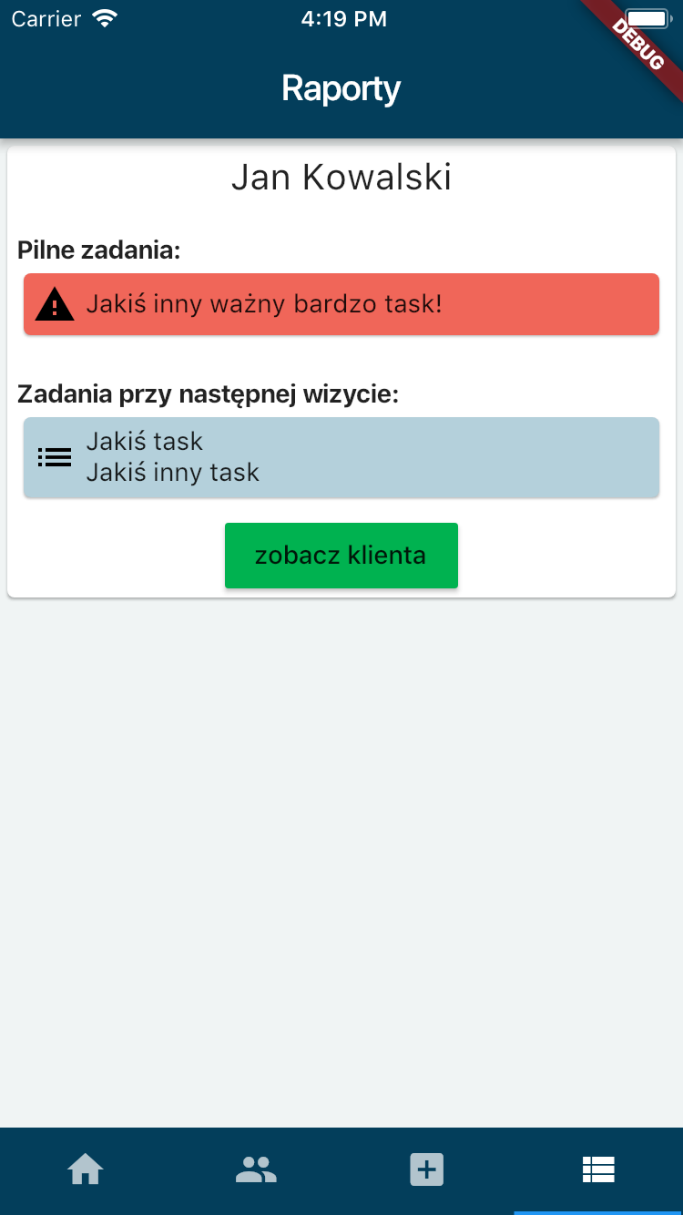 Carrier 4:19 PM
DEBUG
Raporty
Jan Kowalski
Pilne zadania:
Jakiś inny ważny bardzo task!
Zadania przy następnej wizycie:
Jakiś task
Jakiś inny task
zobacz klienta